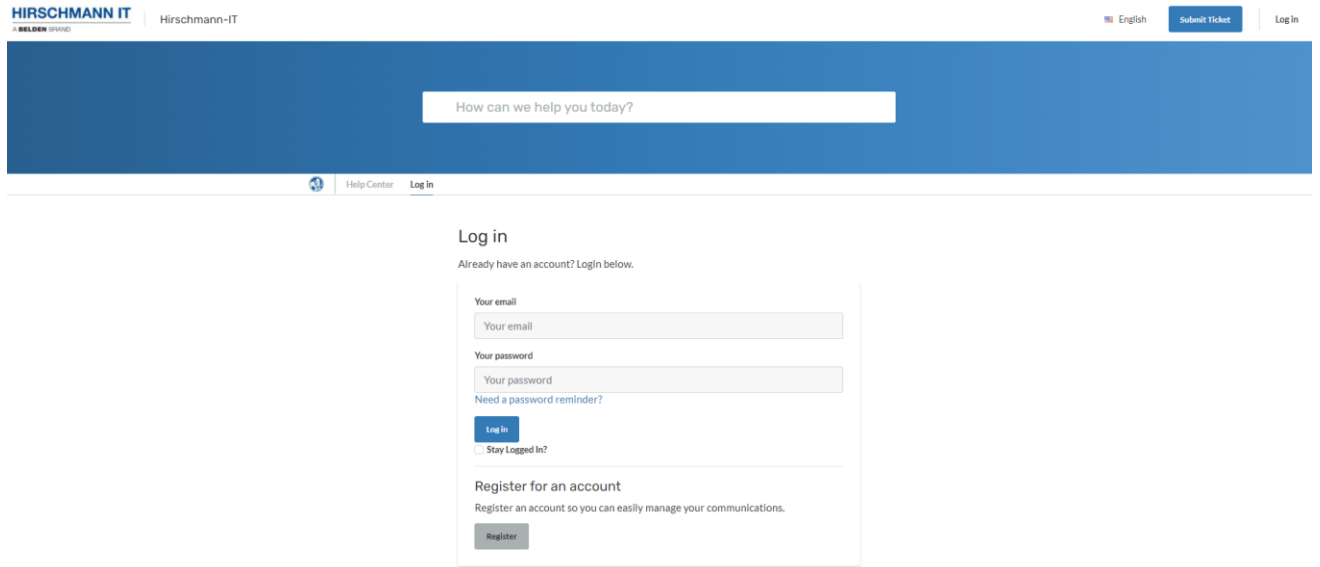 HIRSCHMANN IT
A BELDEN BRAND
Hirschmann-IT
English
Submit Ticket
Log in
How can we help you today?
Help Center
Log in
Log in
Already have an account? Login below.
Your email
Your email
Your password
Your password
Need a password reminder?
Log in
Stay Logged In?
Register for an account
Register an account so you can easily manage your communications.
Register